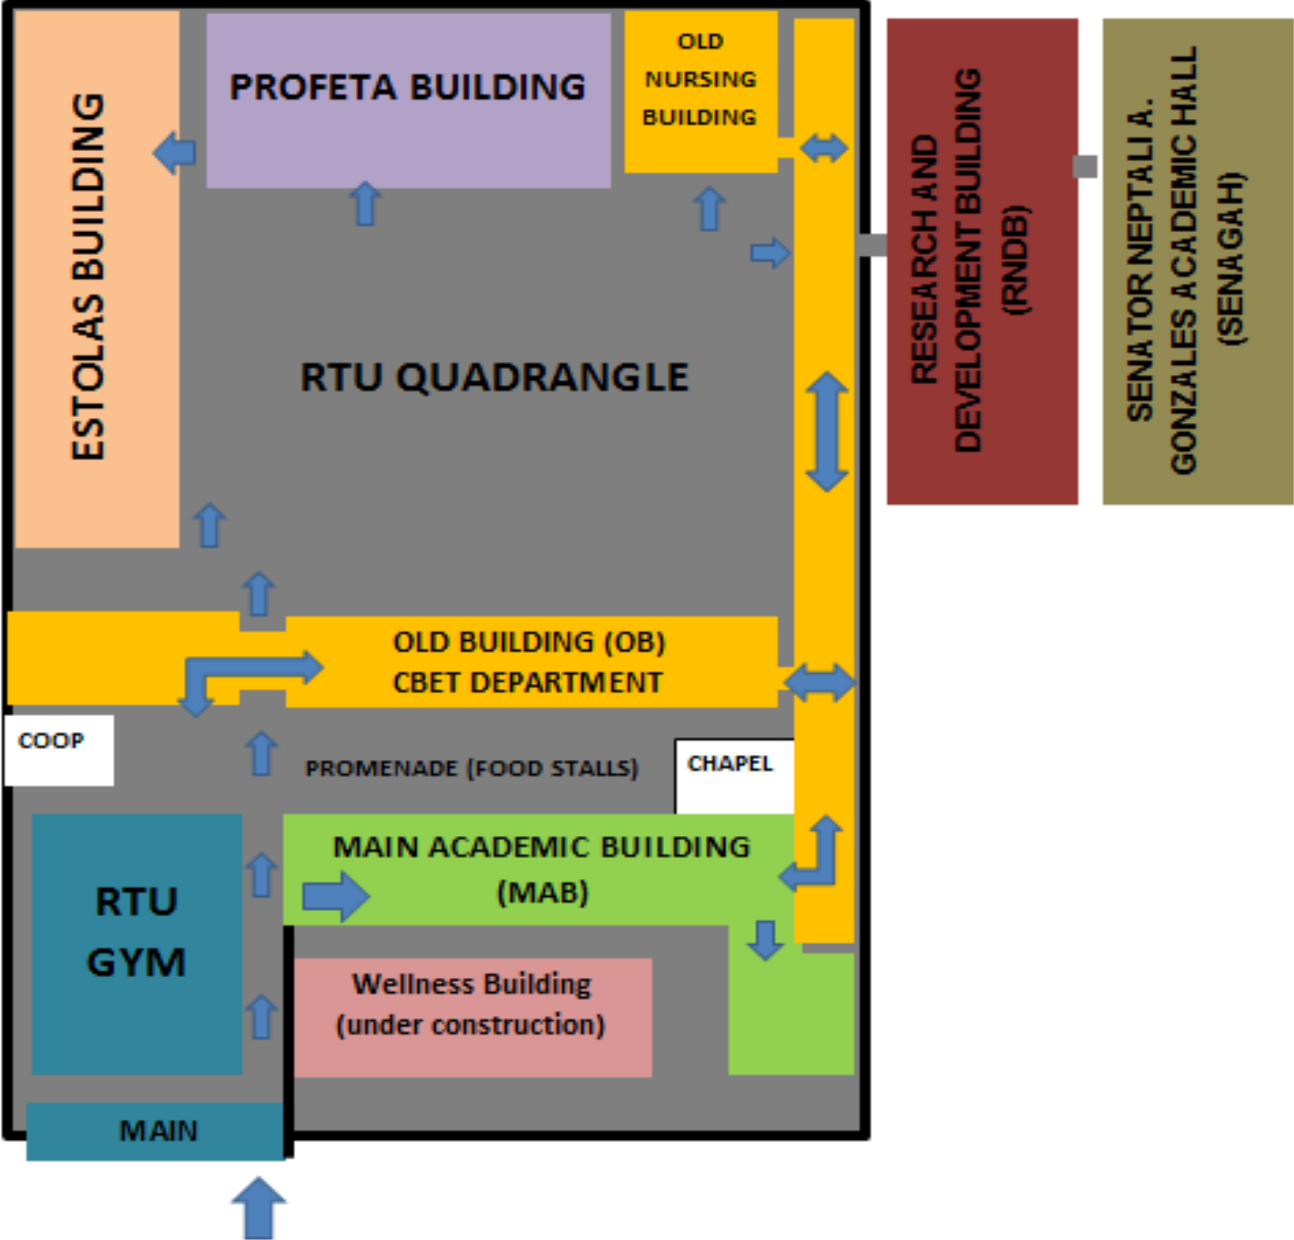 PROFETA BUILDING
OLD
NURSING
BUILDING
ESTOLAS BUILDING
RESEARCH AND
DEVELOPMENT BUILDING
(RNDB)
SENATOR NEPTALI A.
GONZALES ACADEMIC HALL
(SENAGAH)
RTU QUADRANGLE
OLD BUILDING (OB)
CBET DEPARTMENT
COOP
PROMENADE (FOOD STALLS)
CHAPEL
MAIN ACADEMIC BUILDING
(MAB)
RTU
GYM
Wellness Building
(under construction)
MAIN